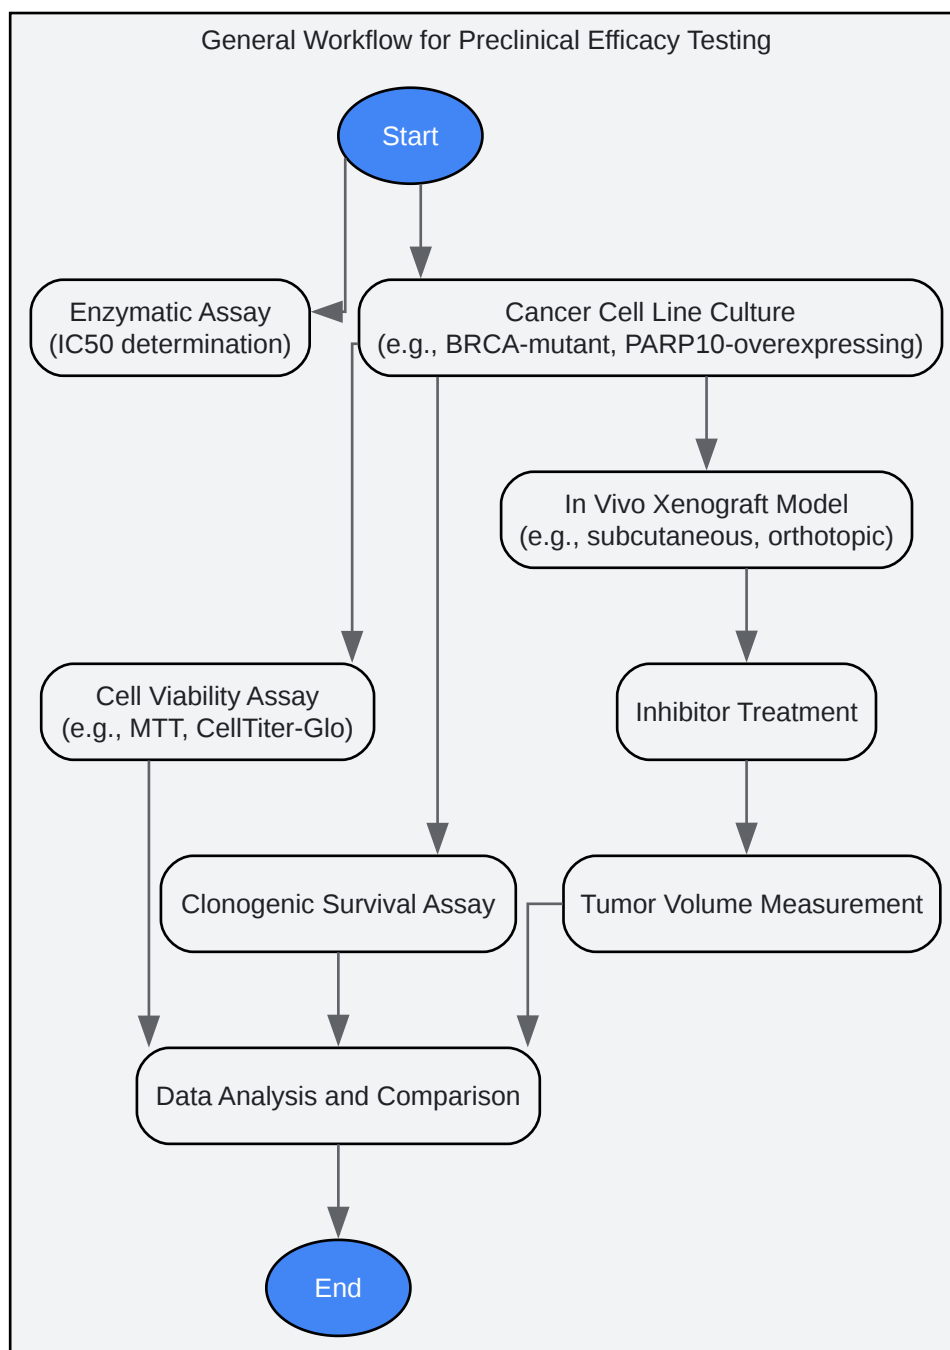 General Workflow for Preclinical Efficacy Testing
Start
Enzymatic Assay
(IC50 determination)
Cancer Cell Line Culture
(e.g., BRCA-mutant, PARP10-overexpressing)
In Vivo Xenograft Model
(e.g., subcutaneous, orthotopic)
Cell Viability Assay
(e.g., MTT, CellTiter-Glo)
Inhibitor Treatment
Clonogenic Survival Assay
Tumor Volume Measurement
Data Analysis and Comparison
End